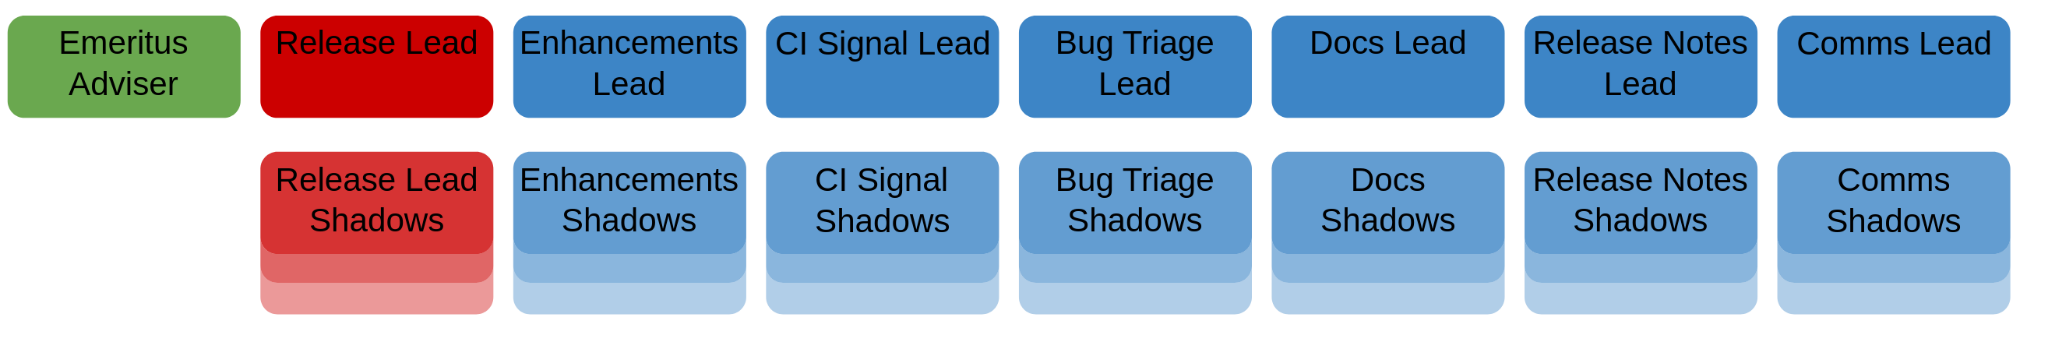 Emeritus
Adviser
Release Lead
Enhancements
Lead
CI Signal Lead
Bug Triage
Lead
Docs Lead
Release Notes
Lead
Comms Lead
Release Lead
Shadows
Enhancements
Shadows
CI Signal
Shadows
Bug Triage
Shadows
Docs
Shadows
Release Notes
Shadows
Comms
Shadows